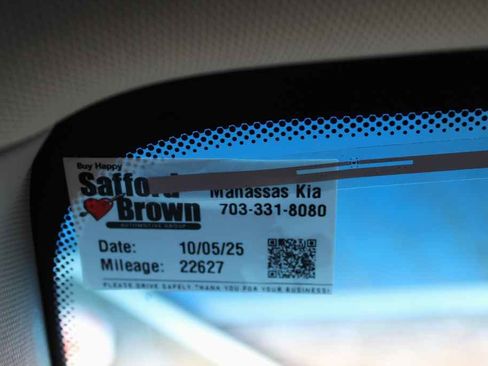 Buy Happy
Safford Brown
AUTOMOTIVE GROUP
Manassas Kia
703-331-8080
Date: 10/05/25
Mileage: 22627
PLEASE DRIVE SAFELY. THANK YOU FOR YOUR BUSINESS!